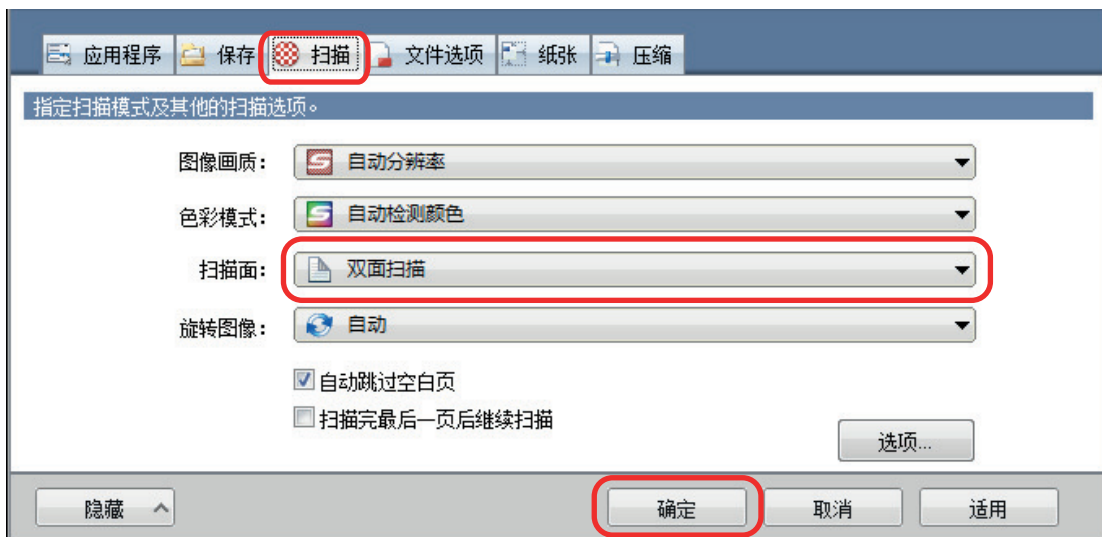 应用程序 保存 扫描 文件选项 纸张 压缩
指定扫描模式及其他的扫描选项。
图像画质： 自动分辨率
色彩模式： 自动检测颜色
扫描面： 双面扫描
旋转图像： 自动
自动跳过空白页
扫描完最后一页后继续扫描
选项...
隐藏 确定 取消 适用